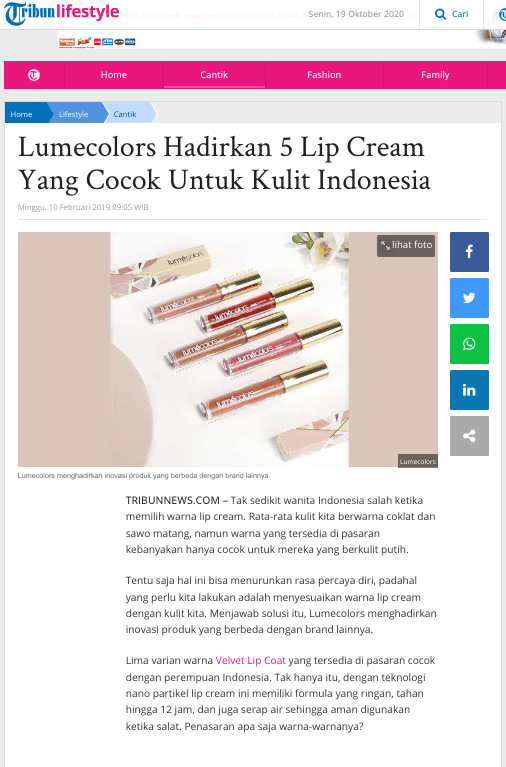 Tribunlifestyle
Senin, 19 Oktober 2020
Cari
Home
Cantik
Fashion
Family
Home
Lifestyle
Cantik
Lumecolors Hadirkan 5 Lip Cream
Yang Cocok Untuk Kulit Indonesia
Minggu, 10 Februari 2019 09:05 WIB
lihat foto
lumecolors
lumecolors
lumecolors
lumecolors
lumecolors
Lumecolors
Lumecolors menghadirkan inovasi produk yang berbeda dengan brand lainnya.
TRIBUNNEWS.COM – Tak sedikit wanita Indonesia salah ketika
memilih warna lip cream. Rata-rata kulit kita berwarna coklat dan
sawo matang, namun warna yang tersedia di pasaran
kebanyakan hanya cocok untuk mereka yang berkulit putih.
Tentu saja hal ini bisa menurunkan rasa percaya diri, padahal
yang perlu kita lakukan adalah menyesuaikan warna lip cream
dengan kulit kita. Menjawab solusi itu, Lumecolors menghadirkan
inovasi produk yang berbeda dengan brand lainnya.
Lima varian warna Velvet Lip Coat yang tersedia di pasaran cocok
dengan perempuan Indonesia. Tak hanya itu, dengan teknologi
nano partikel lip cream ini memiliki formula yang ringan, tahan
hingga 12 jam, dan juga serap air sehingga aman digunakan
ketika salat. Penasaran apa saja warna-warnanya?